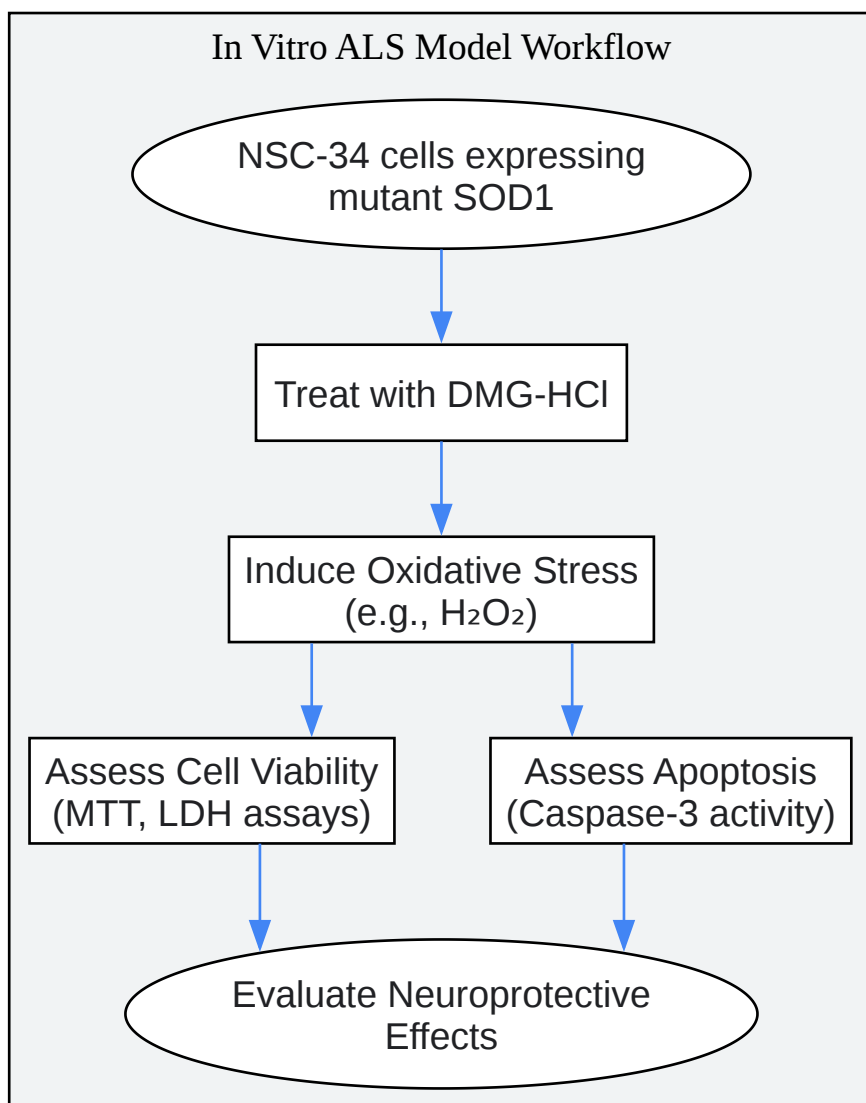 In Vitro ALS Model Workflow
NSC-34 cells expressing
mutant SOD1
Treat with DMG-HCl
Induce Oxidative Stress
(e.g., H₂O₂)
Assess Cell Viability
(MTT, LDH assays)
Assess Apoptosis
(Caspase-3 activity)
Evaluate Neuroprotective
Effects